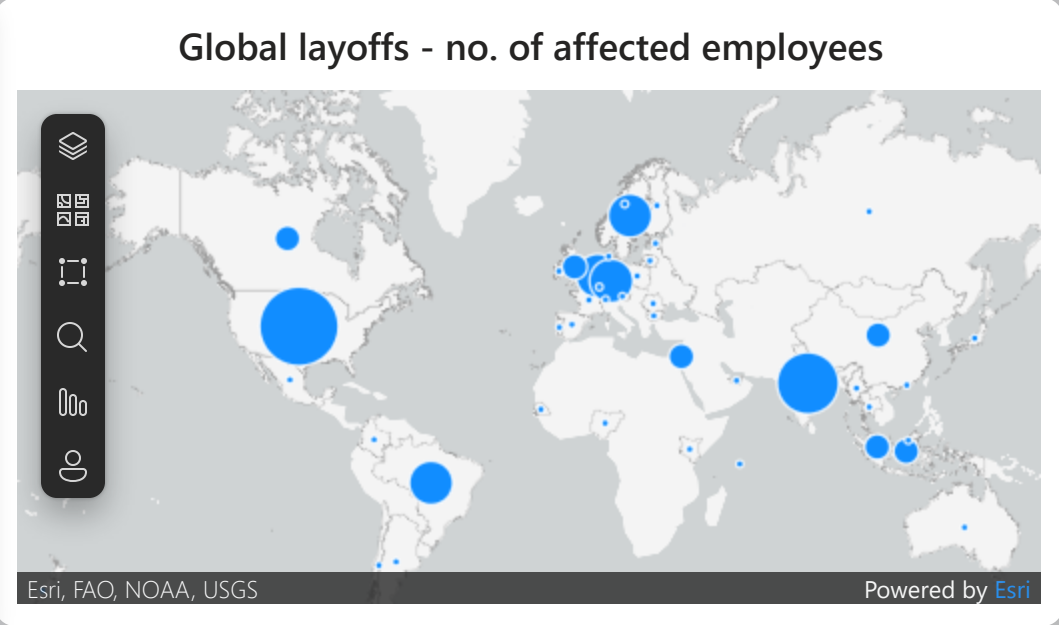 Global layoffs - no. of affected employees
Esri, FAO, NOAA, USGS
Powered by Esri